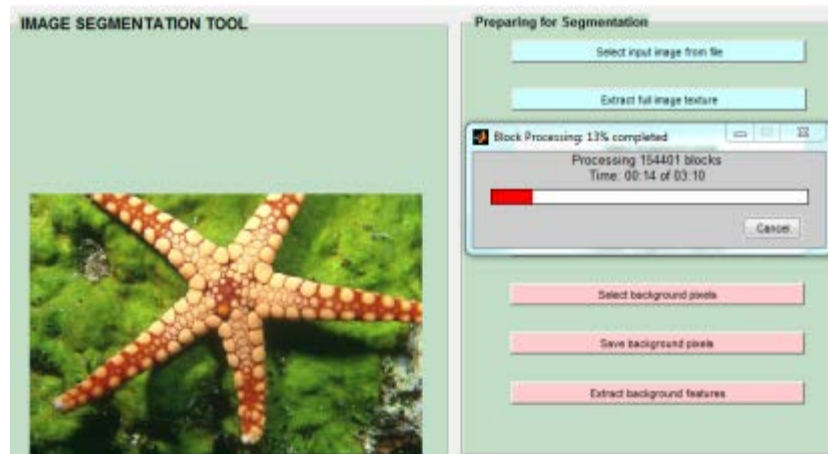 IMAGE SEGMENTATION TOOL
Preparing for Segmentation
Select input image from file
Extract full image texture
Block Processing: 13% completed
Processing 154401 blocks
Time: 00:14 of 03:10
Cancel
Select background pixels
Save background pixels
Extract background features